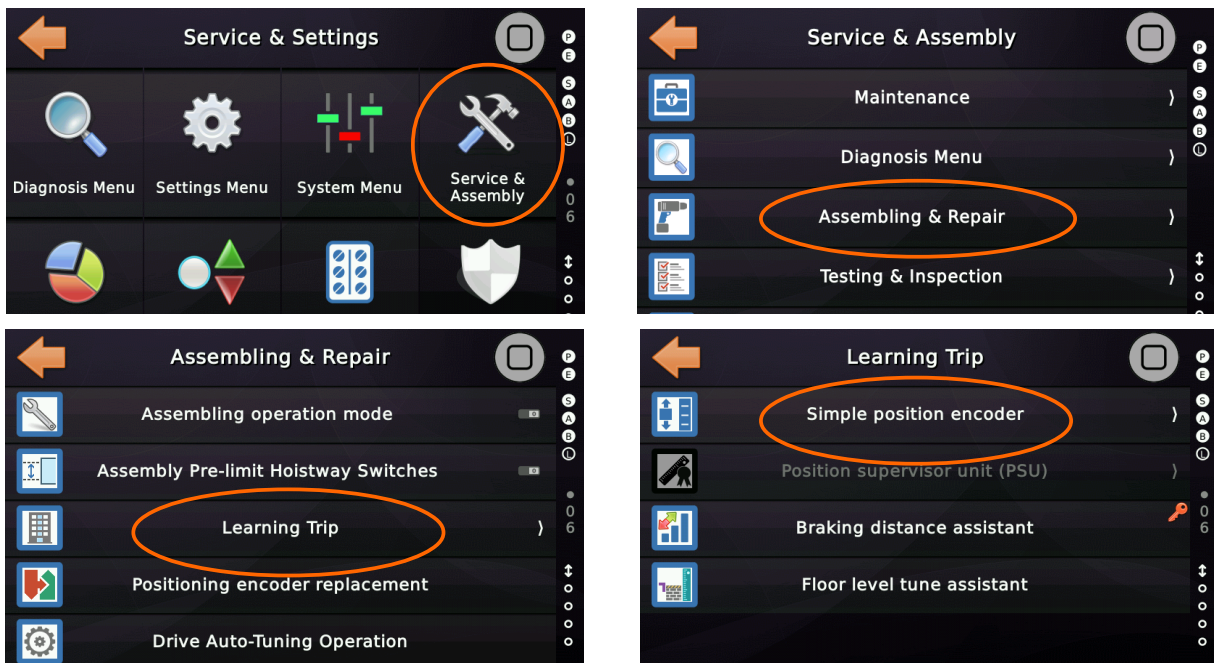 Service & Settings
P
E
S
A
B
L
Diagnosis Menu
Settings Menu
System Menu
Service &
Assembly
0
6
Service & Assembly
P
E
S
A
B
L
Maintenance
Diagnosis Menu
Assembling & Repair
Testing & Inspection
Assembling & Repair
P
E
S
A
B
L
Assembling operation mode
Assembly Pre-limit Hoistway Switches
Learning Trip
0
6
Positioning encoder replacement
Drive Auto-Tuning Operation
Learning Trip
P
E
S
A
B
L
Simple position encoder
Position supervisor unit (PSU)
Braking distance assistant
0
6
Floor level tune assistant